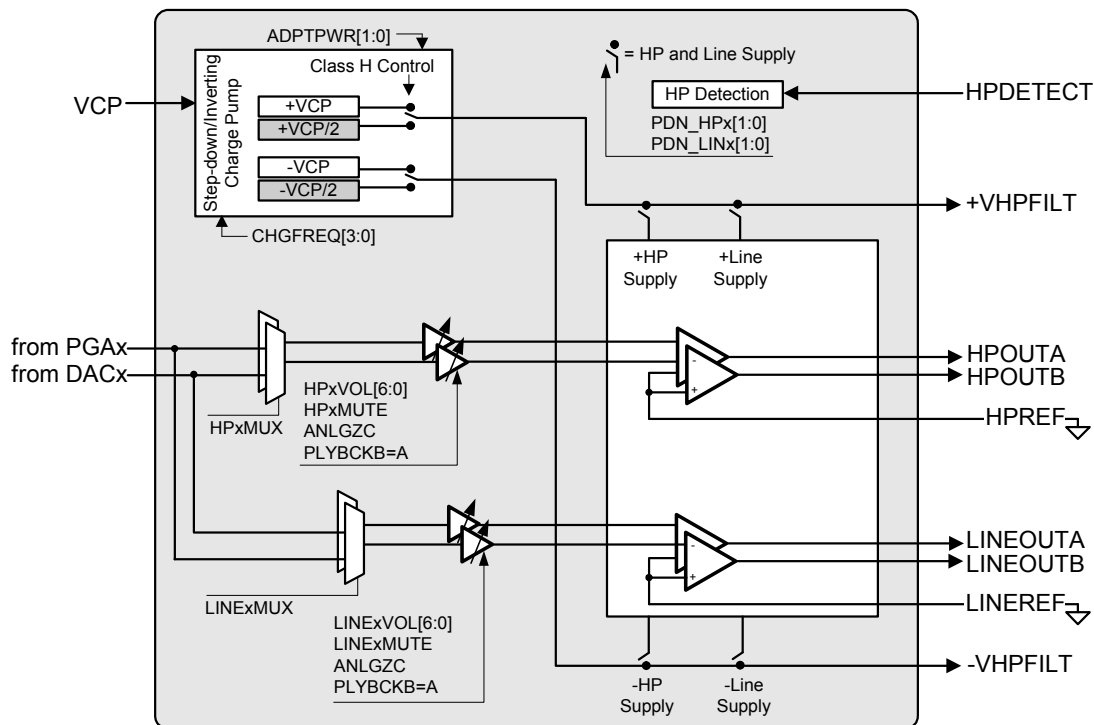 ADPTPWR[1:0]
Class H Control
Step-down/Inverting
Charge Pump
+VCP
+VCP/2
-VCP
-VCP/2
VCP
CHGFREQ[3:0]
= HP and Line Supply
HP Detection
HPDETECT
PDN_HPx[1:0]
PDN_LINx[1:0]
+VHPFILT
+HP
Supply
+Line
Supply
from PGAx
from DACx
HPxMUX
HPxVOL[6:0]
HPxMUTE
ANLGZC
PLYBCKB=A
-
+
HPOUTA
HPOUTB
HPREF
LINExMUX
LINExVOL[6:0]
LINExMUTE
ANLGZC
PLYBCKB=A
-
+
LINEOUTA
LINEOUTB
LINEREF
-VHPFILT
-HP
Supply
-Line
Supply